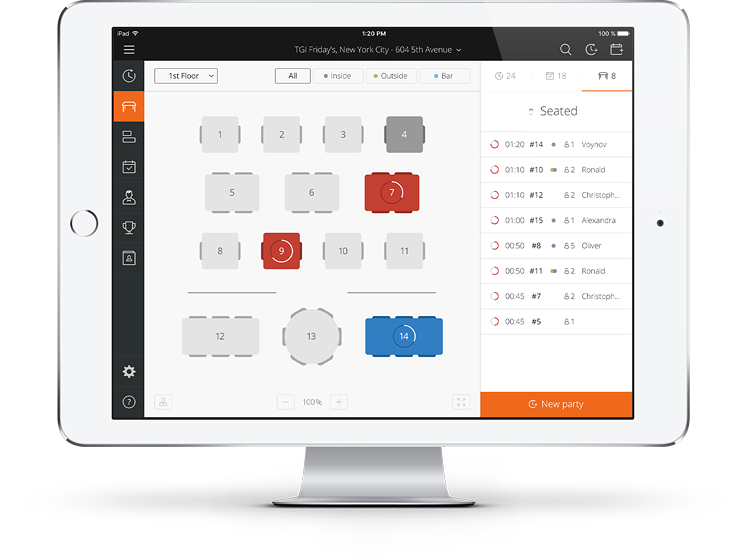 iPad 1:20 PM 100 %
TGI Friday's, New York City - 604 5th Avenue
1st Floor All Inside Outside Bar
24 18 8
Seated
1 2 3 4
5 6 7
8 9 10 11
12 13 14
01:20 #14 1 Voynov
01:10 #10 2 Ronald
01:10 #12 2 Christoph...
01:00 #15 1 Alexandra
00:50 #8 5 Oliver
00:50 #11 2 Ronald
00:45 #7 2 Christoph...
00:45 #5 1
100%
New party
?